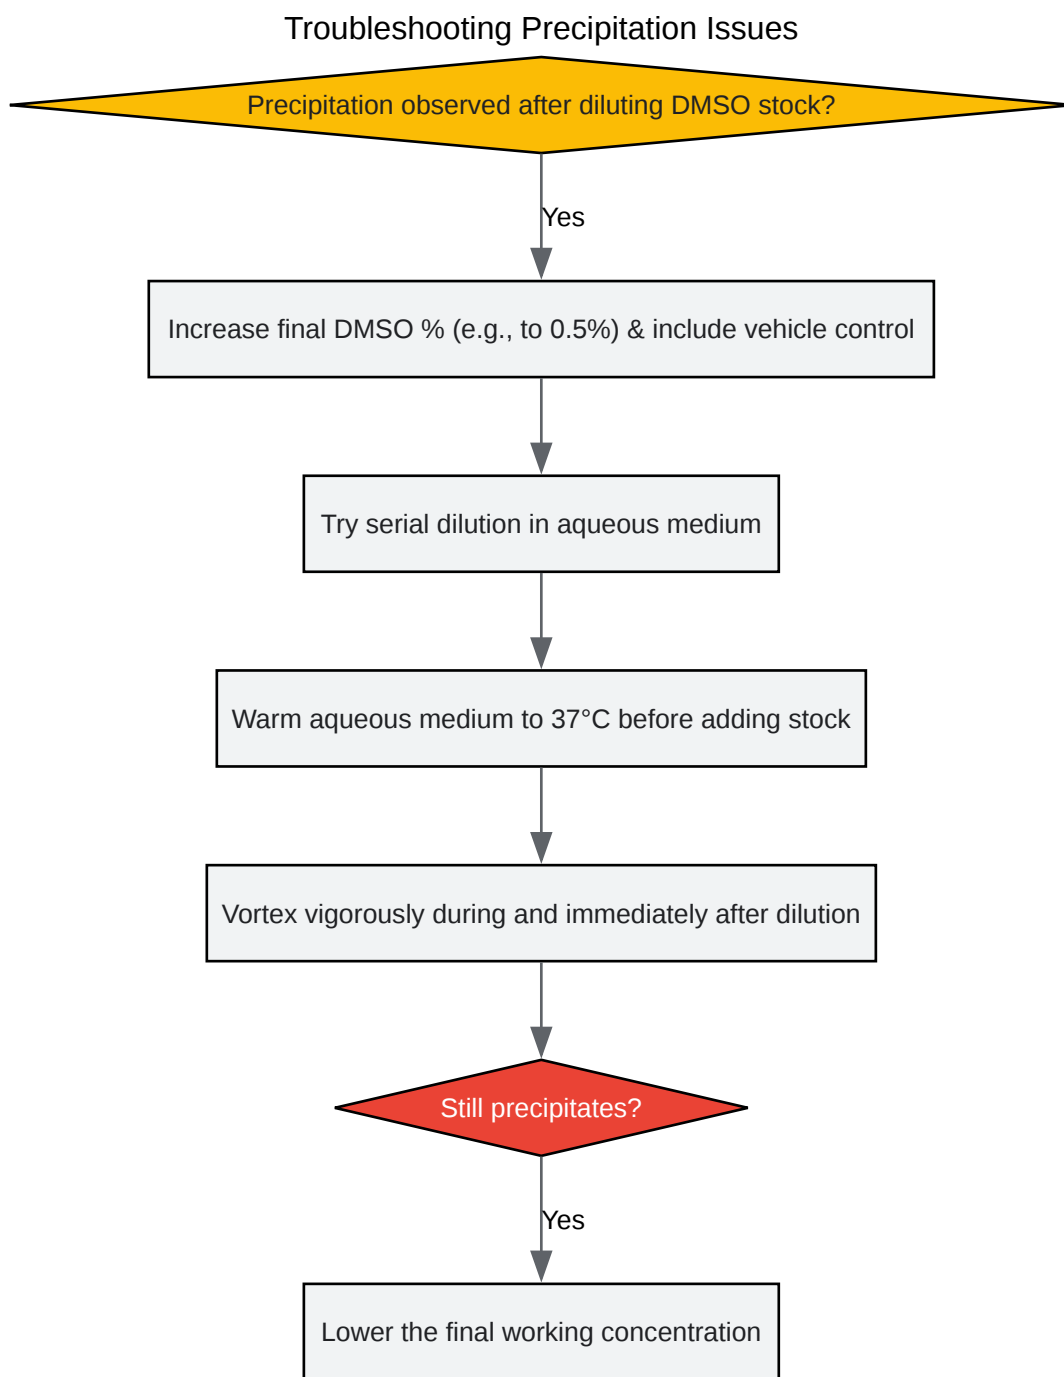 Troubleshooting Precipitation Issues
Precipitation observed after diluting DMSO stock?
Yes
Increase final DMSO % (e.g., to 0.5%) & include vehicle control
Try serial dilution in aqueous medium
Warm aqueous medium to 37°C before adding stock
Vortex vigorously during and immediately after dilution
Still precipitates?
Yes
Lower the final working concentration